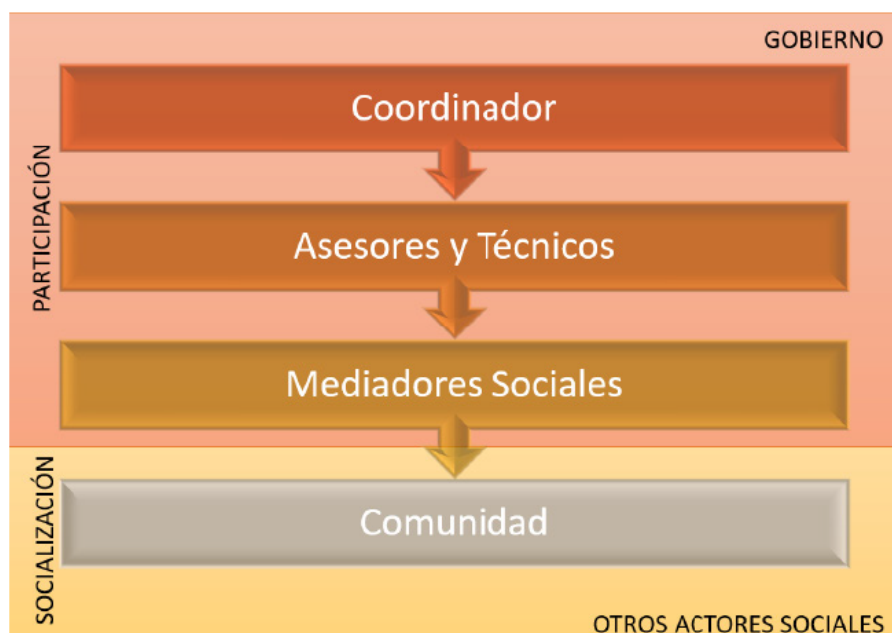 GOBIERNO
Coordinador
PARTICIPACIÓN
Asesores y Técnicos
Mediadores Sociales
SOCIALIZACIÓN
Comunidad
OTROS ACTORES SOCIALES